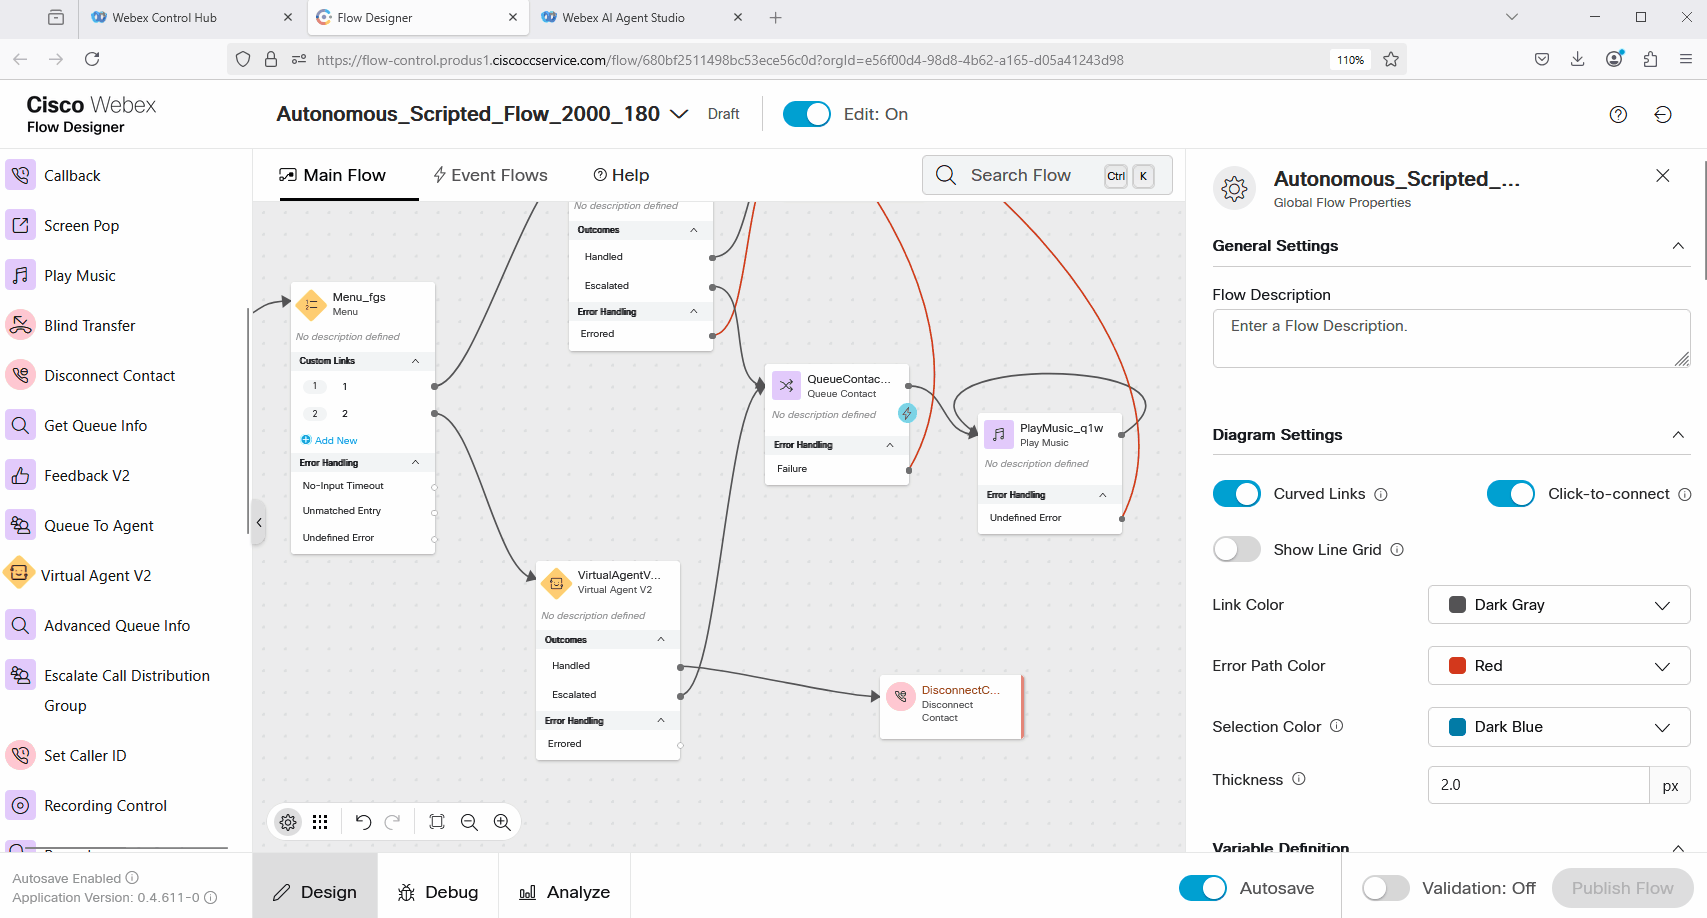 Webex Control Hub
Flow Designer
Webex AI Agent Studio
https://flow-control.produs1.ciscoccservice.com/flow/680bf2511498bc53ece56c0d?orgId=e56f00d4-98d8-4b62-a165-d05a41243d98
110%
Cisco Webex
Flow Designer
Autonomous_Scripted_Flow_2000_180
Draft
Edit: On
Callback
Screen Pop
Play Music
Blind Transfer
Disconnect Contact
Get Queue Info
Feedback V2
Queue To Agent
Virtual Agent V2
Advanced Queue Info
Escalate Call Distribution
Group
Set Caller ID
Recording Control
Main Flow
Event Flows
Help
Search Flow
Ctrl
K
No description defined
Outcomes
Handled
Escalated
Error Handling
Errored
Menu_fgs
Menu
No description defined
Custom Links
1 1
2 2
Add New
Error Handling
No-Input Timeout
Unmatched Entry
Undefined Error
QueueContac...
Queue Contact
No description defined
Error Handling
Failure
PlayMusic_q1w
Play Music
No description defined
Error Handling
Undefined Error
VirtualAgentV...
Virtual Agent V2
No description defined
Outcomes
Handled
Escalated
Error Handling
Errored
DisconnectC...
Disconnect
Contact
Autonomous_Scripted_...
Global Flow Properties
General Settings
Flow Description
Enter a Flow Description.
Diagram Settings
Curved Links
Click-to-connect
Show Line Grid
Link Color
Dark Gray
Error Path Color
Red
Selection Color
Dark Blue
Thickness
2.0
px
Variable Definition
Autosave Enabled
Application Version: 0.4.611-0
Design
Debug
Analyze
Autosave
Validation: Off
Publish Flow